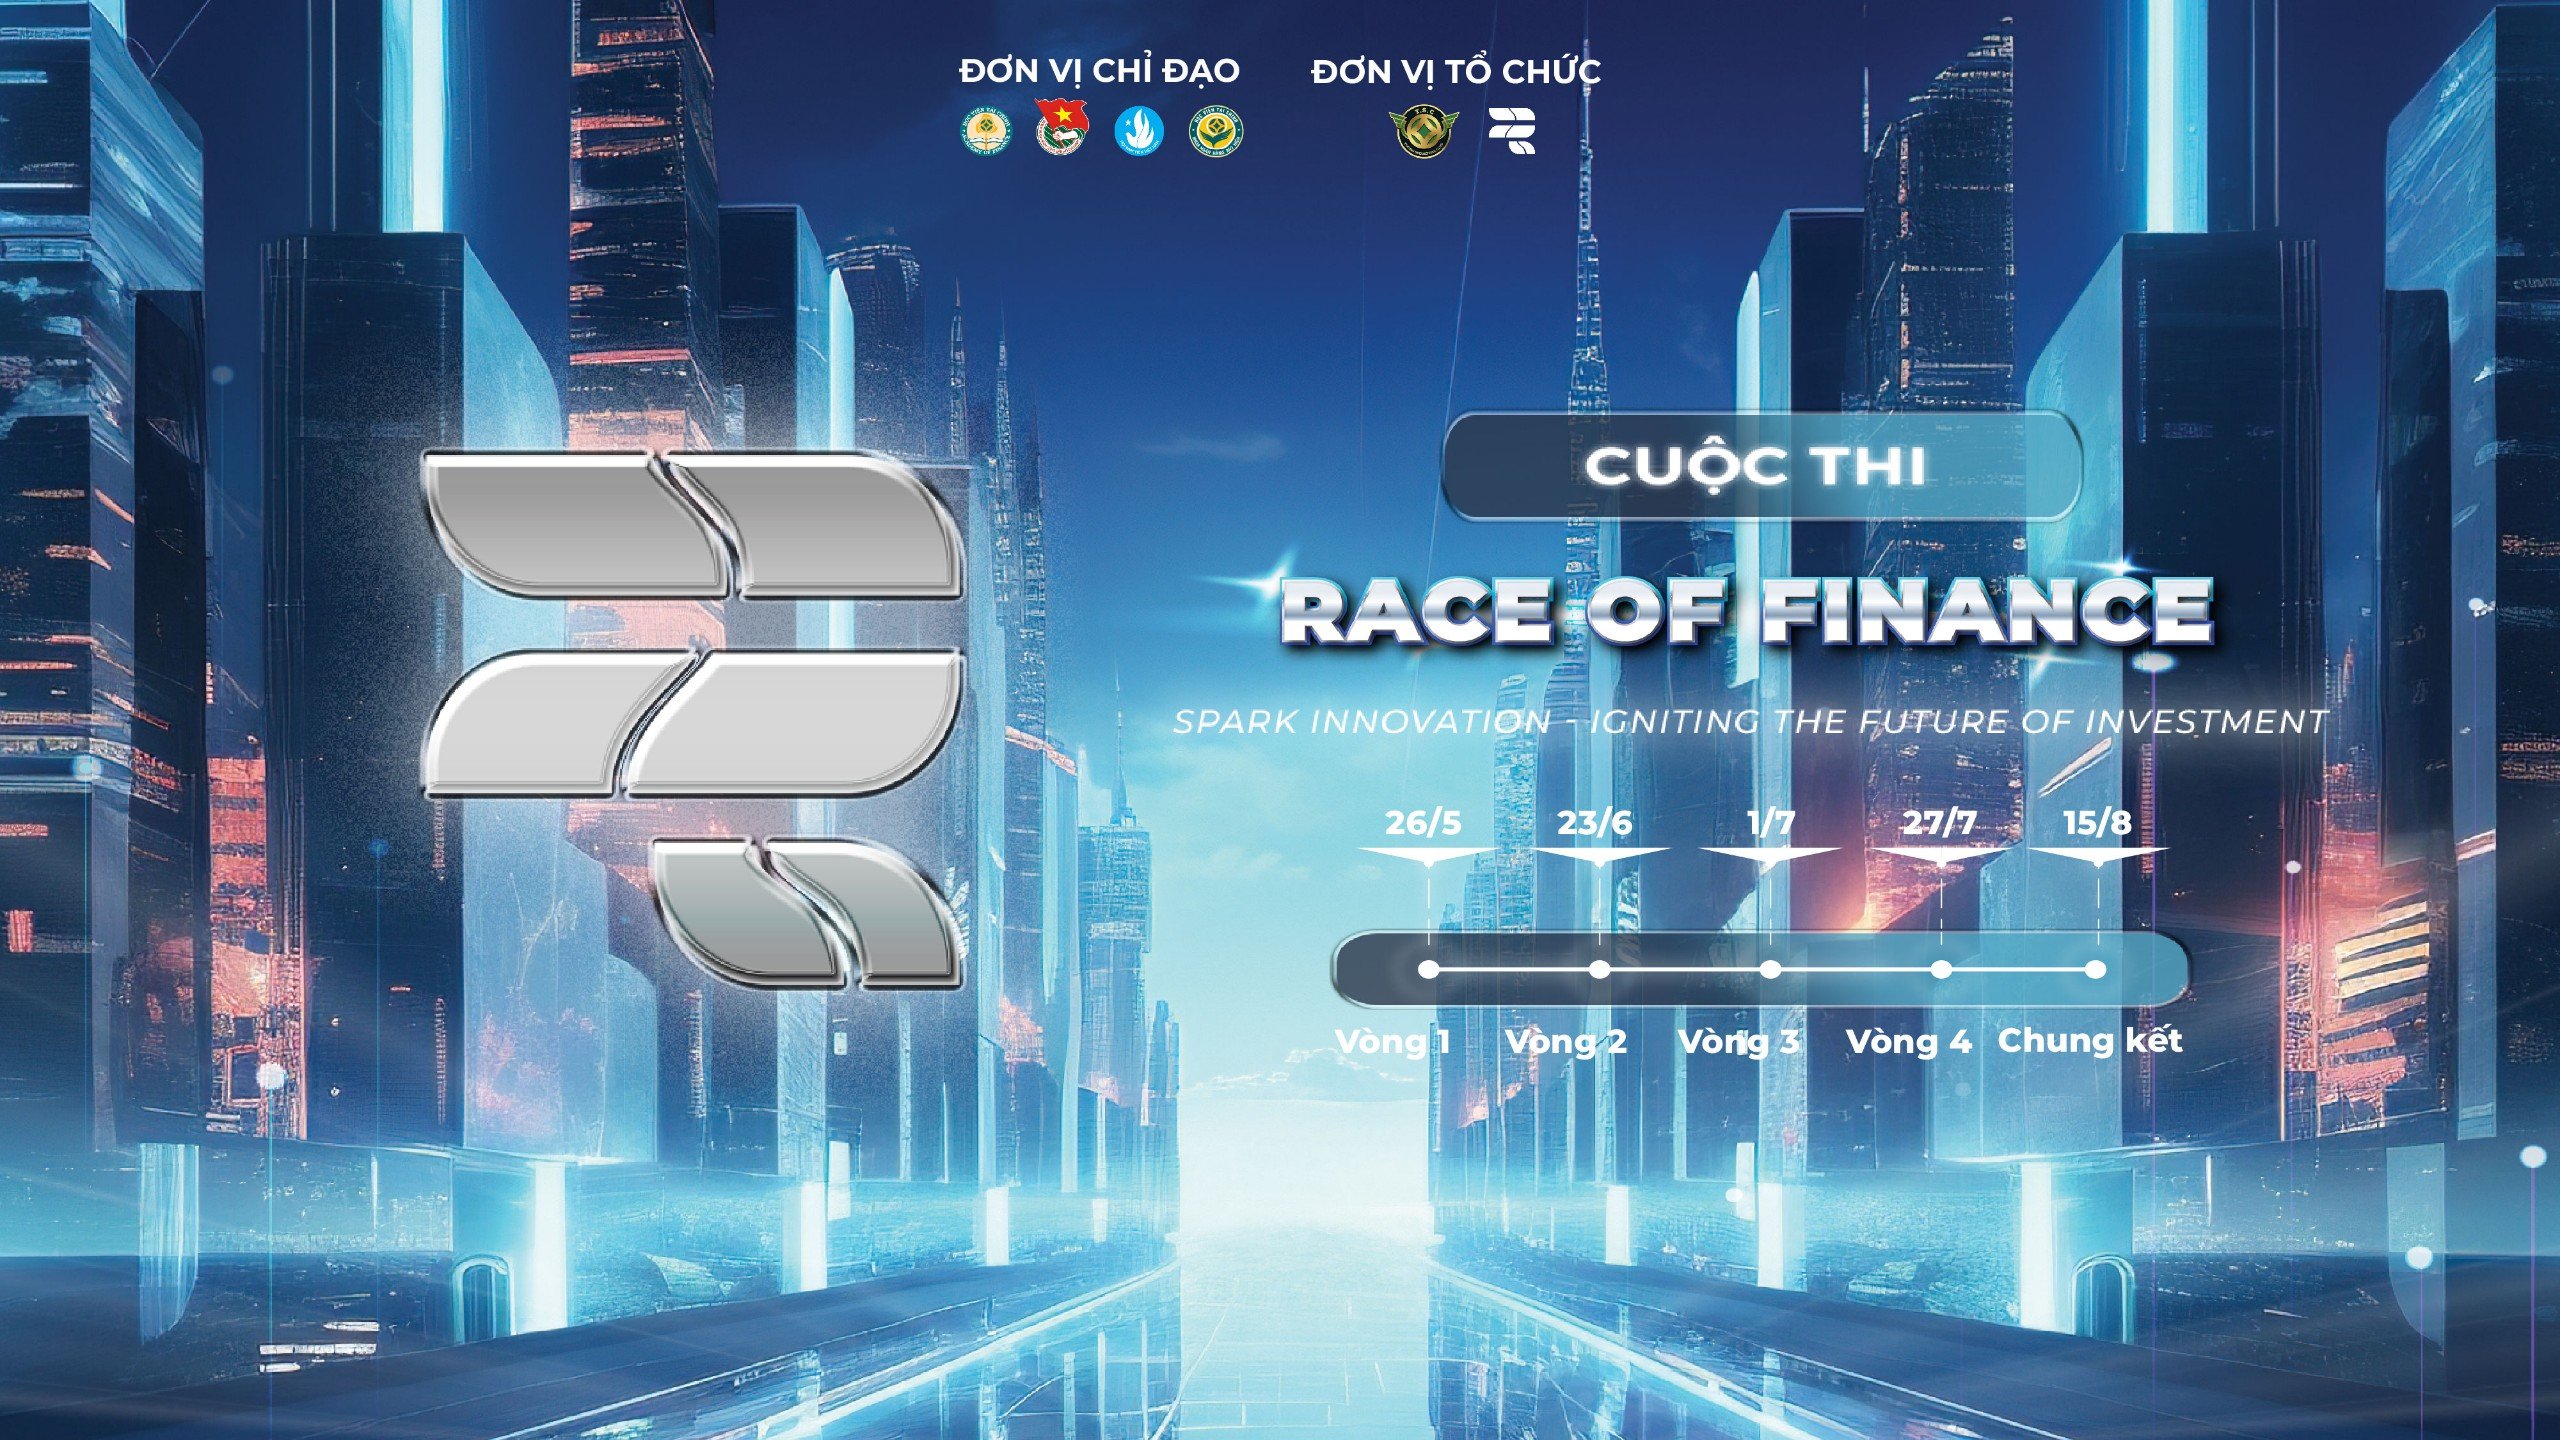 ĐƠN VỊ CHỈ ĐẠO
ĐƠN VỊ TỔ CHỨC
T.S.C
CUỘC THI
RACE OF FINANCE
SPARK INNOVATION - IGNITING THE FUTURE OF INVESTMENT
26/5 23/6 1/7 27/7 15/8
Vòng 1 Vòng 2 Vòng 3 Vòng 4 Chung kết